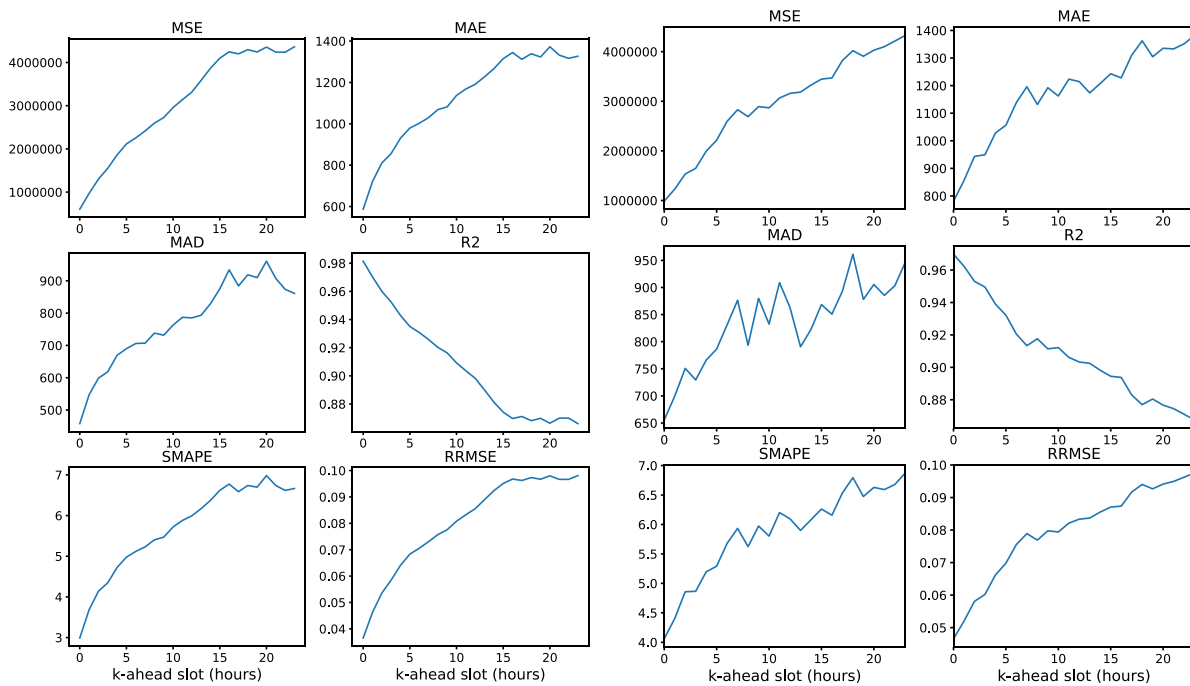 MSE
4000000
3000000
2000000
1000000
0 5 10 15 20
MAE
1400
1200
1000
800
600
0 5 10 15 20
MSE
4000000
3000000
2000000
1000000
0 5 10 15 20
MAE
1400
1300
1200
1100
1000
900
800
0 5 10 15 20
MAD
900
800
700
600
500
0 5 10 15 20
R2
0.98
0.96
0.94
0.92
0.90
0.88
0 5 10 15 20
MAD
950
900
850
800
750
700
650
0 5 10 15 20
R2
0.96
0.94
0.92
0.90
0.88
0 5 10 15 20
SMAPE
7
6
5
4
3
0 5 10 15 20
k-ahead slot (hours)
RRMSE
0.10
0.09
0.08
0.07
0.06
0.05
0.04
0 5 10 15 20
k-ahead slot (hours)
SMAPE
7.0
6.5
6.0
5.5
5.0
4.5
4.0
0 5 10 15 20
k-ahead slot (hours)
RRMSE
0.10
0.09
0.08
0.07
0.06
0.05
0 5 10 15 20
k-ahead slot (hours)